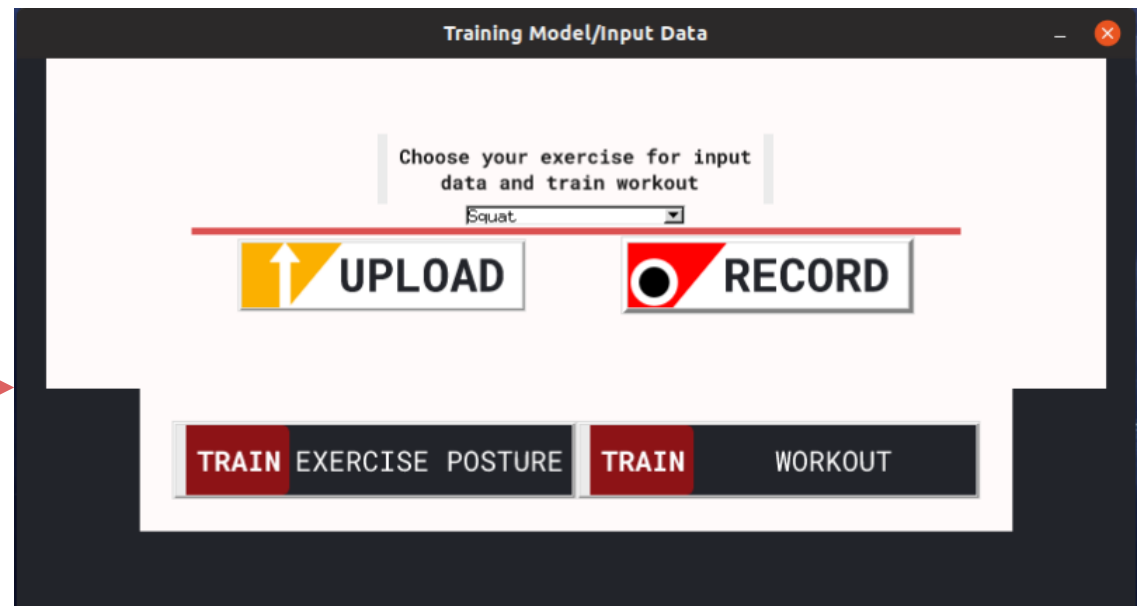 Training Model/Input Data
Choose your exercise for input
data and train workout
Squat
UPLOAD
RECORD
TRAIN EXERCISE POSTURE
TRAIN WORKOUT